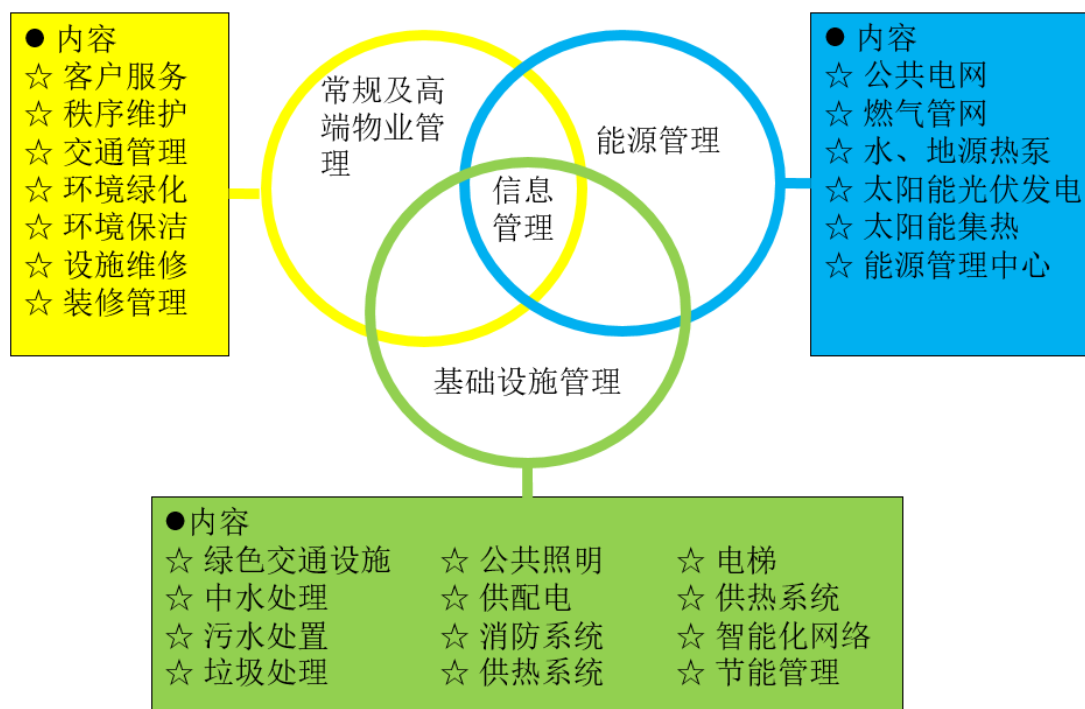 ● 内容
☆ 客户服务
☆ 秩序维护
☆ 交通管理
☆ 环境绿化
☆ 环境保洁
☆ 设施维修
☆ 装修管理
常规及高
端物业管
理
能源管理
信息
管理
基础设施管理
● 内容
☆ 公共电网
☆ 燃气管网
☆ 水、地源热泵
☆ 太阳能光伏发电
☆ 太阳能集热
☆ 能源管理中心
●内容
☆ 绿色交通设施 ☆ 公共照明 ☆ 电梯
☆ 中水处理 ☆ 供配电 ☆ 供热系统
☆ 污水处置 ☆ 消防系统 ☆ 智能化网络
☆ 垃圾处理 ☆ 供热系统 ☆ 节能管理